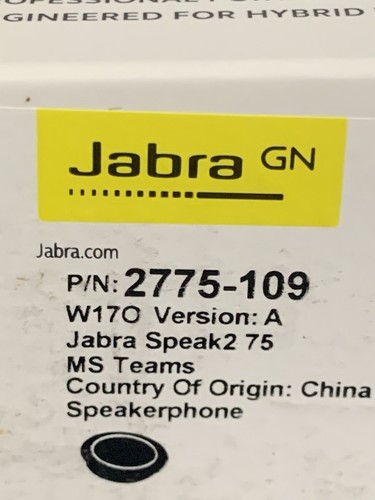 GINEERED FOR HYBRID
Jabra GN
Jabra.com
P/N: 2775-109
W17O Version: A
Jabra Speak2 75
MS Teams
Country Of Origin: China
Speakerphone